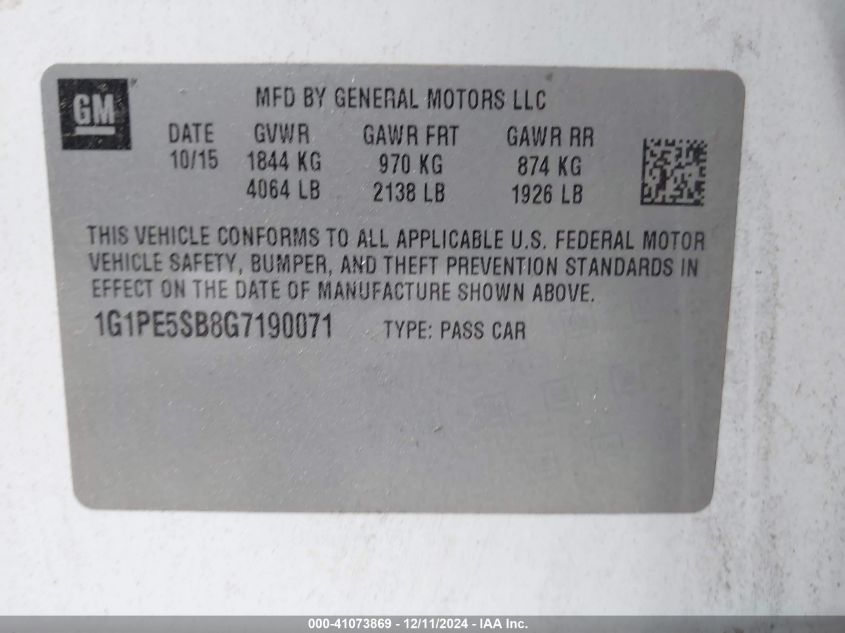 GM
MFD BY GENERAL MOTORS LLC
DATE GVWR GAWR FRT GAWR RR
10/15 1844 KG 970 KG 874 KG
4064 LB 2138 LB 1926 LB
THIS VEHICLE CONFORMS TO ALL APPLICABLE U.S. FEDERAL MOTOR
VEHICLE SAFETY, BUMPER, AND THEFT PREVENTION STANDARDS IN
EFFECT ON THE DATE OF MANUFACTURE SHOWN ABOVE.
1G1PE5SB8G7190071 TYPE: PASS CAR
000-41073869 - 12/11/2024 - IAA Inc.